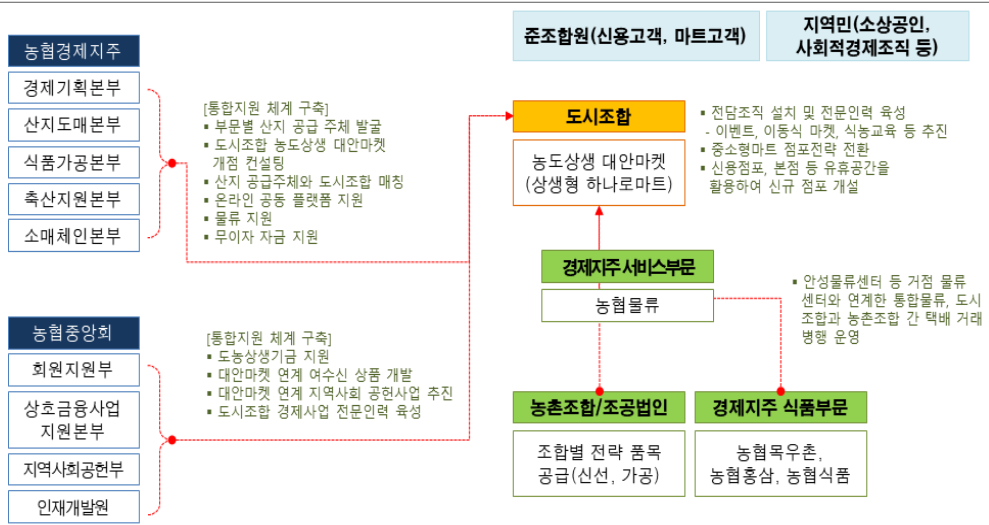 농협경제지주
경제기획본부
산지도매본부
식품가공본부
축산지원본부
소매체인본부
[통합지원 체계 구축]
▪ 부문별 산지 공급 주체 발굴
▪ 도시조합 농도상생 대안마켓
개점 컨설팅
▪ 산지 공급주체와 도시조합 매칭
▪ 온라인 공동 플랫폼 지원
▪ 물류 지원
▪ 무이자 자금 지원
농협중앙회
회원지원부
상호금융사업
지원본부
지역사회공헌부
인재개발원
[통합지원 체계 구축]
▪ 도농상생기금 지원
▪ 대안마켓 연계 여수신 상품 개발
▪ 대안마켓 연계 지역사회 공헌사업 추진
▪ 도시조합 경제사업 전문인력 육성
준조합원(신용고객, 마트고객)
지역민(소상공인,
사회적경제조직 등)
도시조합
농도상생 대안마켓
(상생형 하나로마트)
▪ 전담조직 설치 및 전문인력 육성
- 이벤트, 이동식 마켓, 식농교육 등 추진
▪ 중소형마트 점포전략 전환
▪ 신용점포, 본점 등 유휴공간을
활용하여 신규 점포 개설
경제지주 서비스부문
농협물류
▪ 안성물류센터 등 거점 물류
센터와 연계한 통합물류, 도시
조합과 농촌조합 간 택배 거래
병행 운영
농촌조합/조공법인
조합별 전략 품목
공급(신선, 가공)
경제지주 식품부문
농협목우촌,
농협홍삼, 농협식품